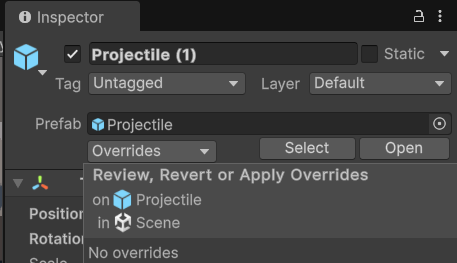 Inspector
Projectile (1)
Static
Tag Untagged Layer Default
Prefab Projectile
Overrides Select Open
Review, Revert or Apply Overrides
on Projectile
in Scene
No overrides
Position
Rotation
Scale